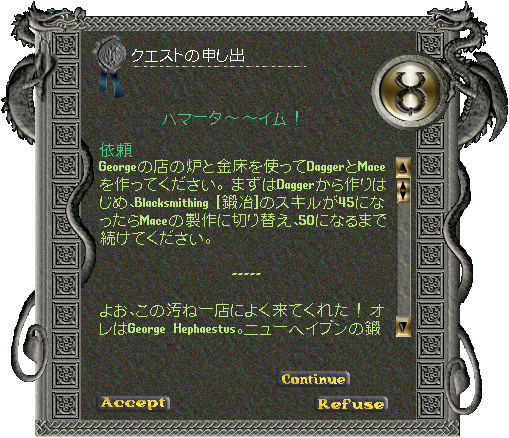 クエストの申し出
ハマータ～～イム！
依頼
Georgeの店の炉と金床を使ってDaggerとMace
を作ってください。まずはDaggerから作りは
じめ、Blacksmithing [鍛冶]のスキルが45にな
ったらMaceの製作に切り替え、50になるまで
続けてください。
-----
よお、この汚ねー店によく来てくれた！オ
レはGeorge Hephaestus。ニューヘイブンの鍛
Continue
Accept
Refuse